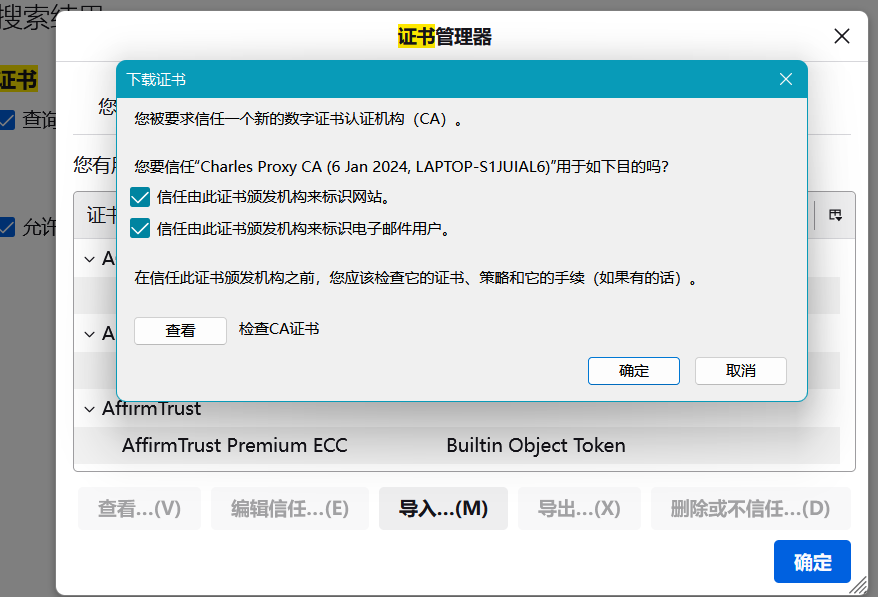 搜索结果
证书管理器
证书
下载证书
您
查询
您被要求信任一个新的数字证书认证机构（CA）。
您有
您要信任“Charles Proxy CA (6 Jan 2024, LAPTOP-S1JUIAL6)”用于如下目的吗？
信任由此证书颁发机构来标识网站。
证书
允许
信任由此证书颁发机构来标识电子邮件用户。
A
在信任此证书颁发机构之前，您应该检查它的证书、策略和它的手续（如果有的话）。
查看 检查CA证书
A
确定 取消
AffirmTrust
AffirmTrust Premium ECC Builtin Object Token
查看…(V) 编辑信任…(E) 导入…(M) 导出…(X) 删除或不信任…(D)
确定